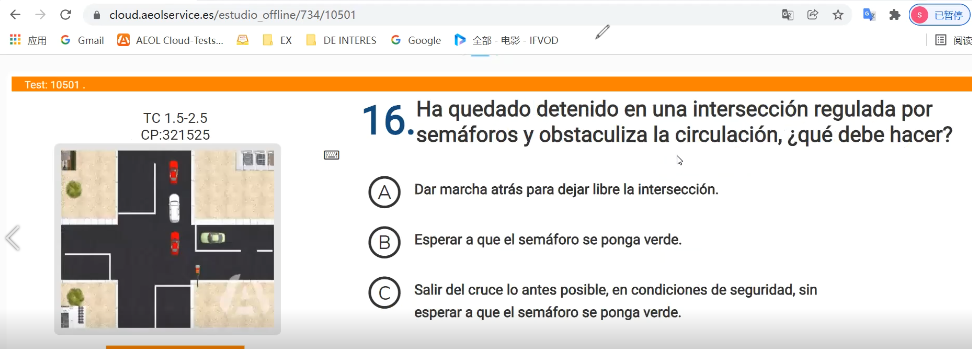 cloud.aeolservice.es/estudio_offline/734/10501
S 已暂停
应用 Gmail AEOL Cloud-Tests... EX DE INTERES Google 全部 - 电影 - IFVOD 阅读
Test: 10501 .
TC 1.5-2.5
CP:321525
16. Ha quedado detenido en una intersección regulada por
semáforos y obstaculiza la circulación, ¿qué debe hacer?
A Dar marcha atrás para dejar libre la intersección.
B Esperar a que el semáforo se ponga verde.
C Salir del cruce lo antes posible, en condiciones de seguridad, sin
esperar a que el semáforo se ponga verde.